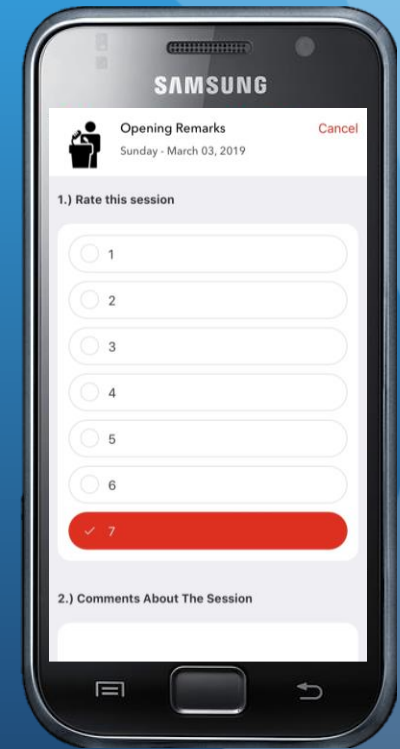 SAMSUNG
Opening Remarks
Cancel
Sunday - March 03, 2019
1.) Rate this session
1
2
3
4
5
6
7
2.) Comments About The Session